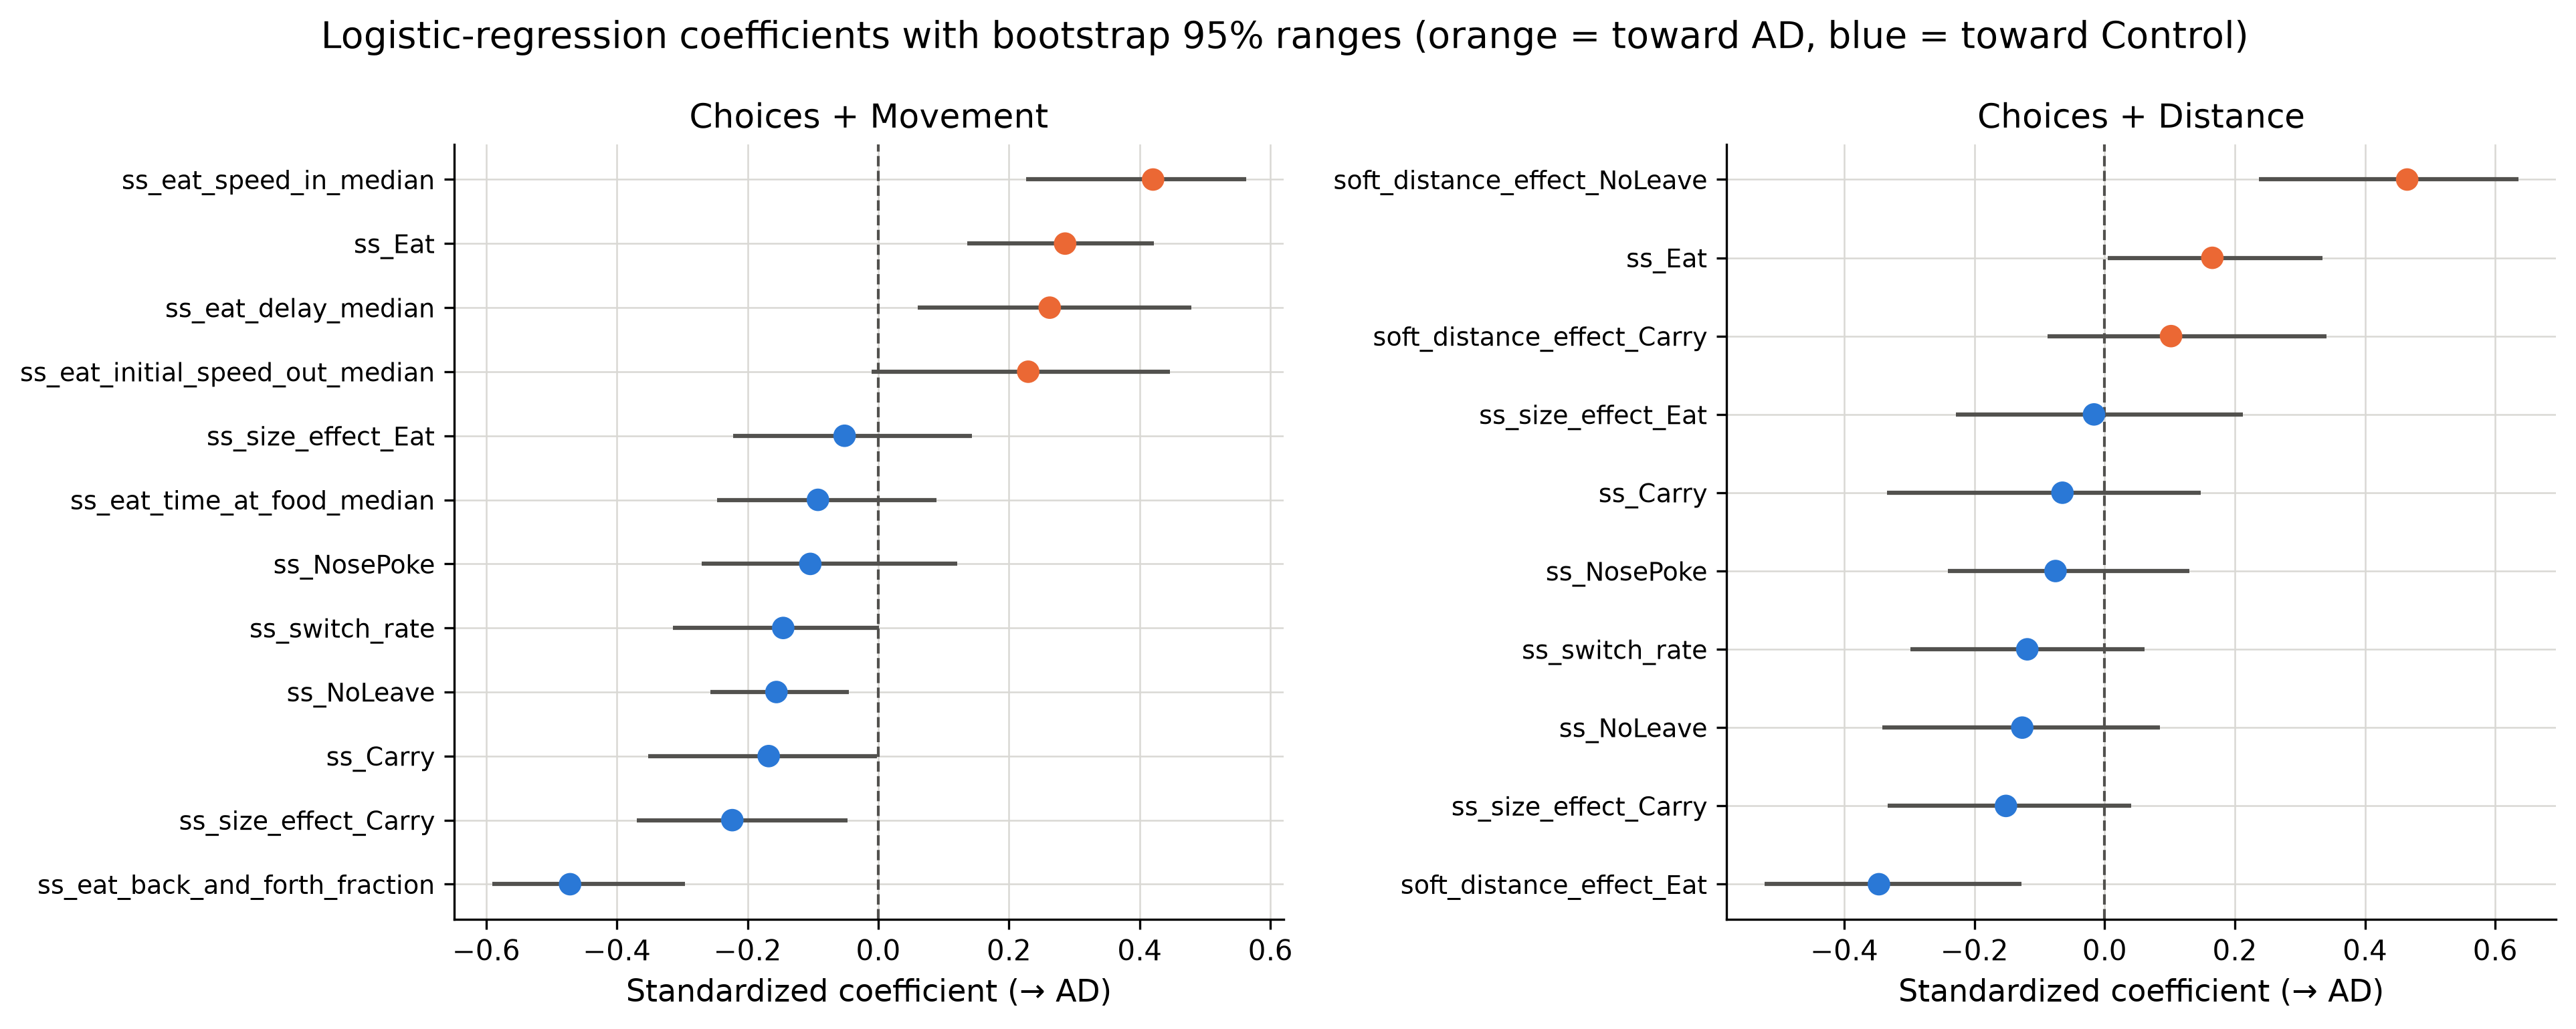 Logistic-regression coefficients with bootstrap 95% ranges (orange = toward AD, blue = toward Control)
Choices + Movement
ss_eat_speed_in_median
ss_Eat
ss_eat_delay_median
ss_eat_initial_speed_out_median
ss_size_effect_Eat
ss_eat_time_at_food_median
ss_NosePoke
ss_switch_rate
ss_NoLeave
ss_Carry
ss_size_effect_Carry
ss_eat_back_and_forth_fraction
−0.6 −0.4 −0.2 0.0 0.2 0.4 0.6
Standardized coefficient (→ AD)
Choices + Distance
soft_distance_effect_NoLeave
ss_Eat
soft_distance_effect_Carry
ss_size_effect_Eat
ss_Carry
ss_NosePoke
ss_switch_rate
ss_NoLeave
ss_size_effect_Carry
soft_distance_effect_Eat
−0.4 −0.2 0.0 0.2 0.4 0.6
Standardized coefficient (→ AD)